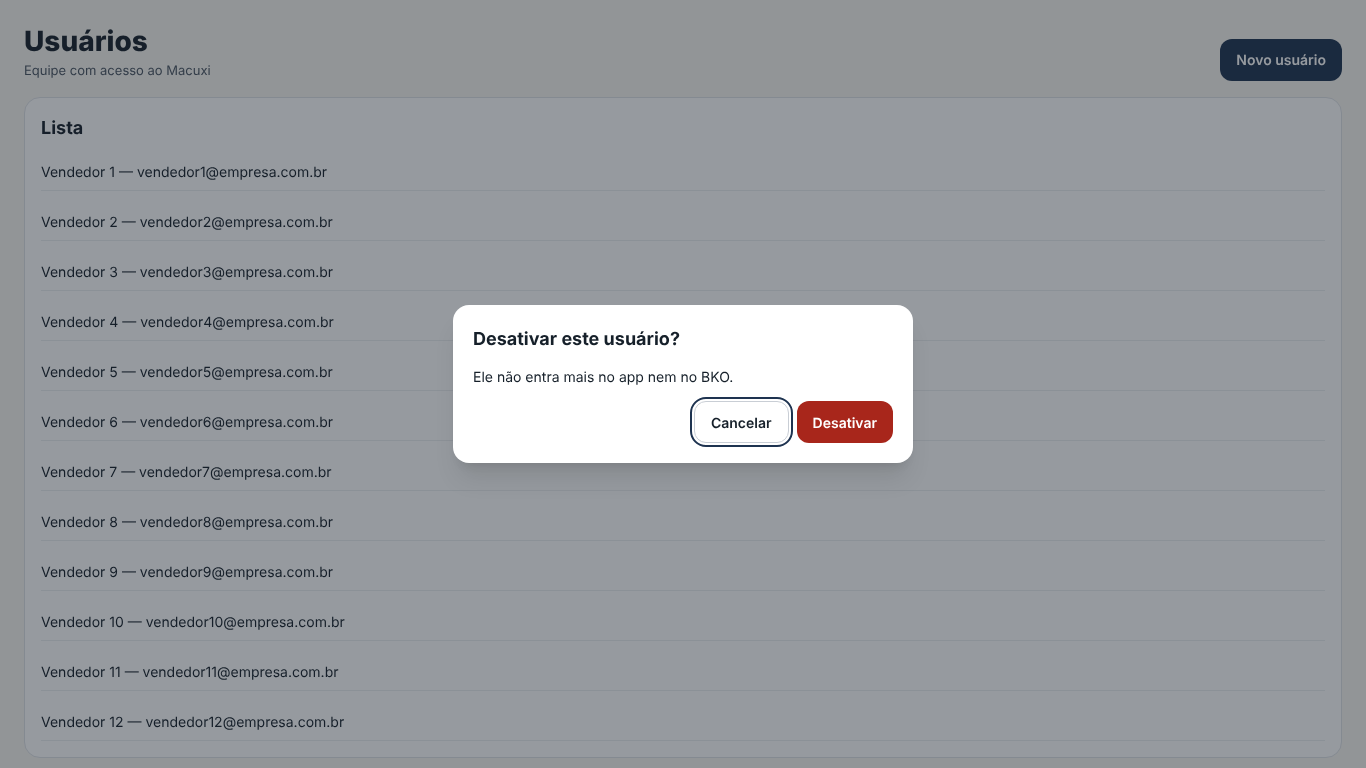 Usuários
Equipe com acesso ao Macuxi
Novo usuário
Lista
Vendedor 1 — vendedor1@empresa.com.br
Vendedor 2 — vendedor2@empresa.com.br
Vendedor 3 — vendedor3@empresa.com.br
Vendedor 4 — vendedor4@empresa.com.br
Vendedor 5 — vendedor5@empresa.com.br
Vendedor 6 — vendedor6@empresa.com.br
Vendedor 7 — vendedor7@empresa.com.br
Vendedor 8 — vendedor8@empresa.com.br
Vendedor 9 — vendedor9@empresa.com.br
Vendedor 10 — vendedor10@empresa.com.br
Vendedor 11 — vendedor11@empresa.com.br
Vendedor 12 — vendedor12@empresa.com.br
Desativar este usuário?
Ele não entra mais no app nem no BKO.
Cancelar
Desativar